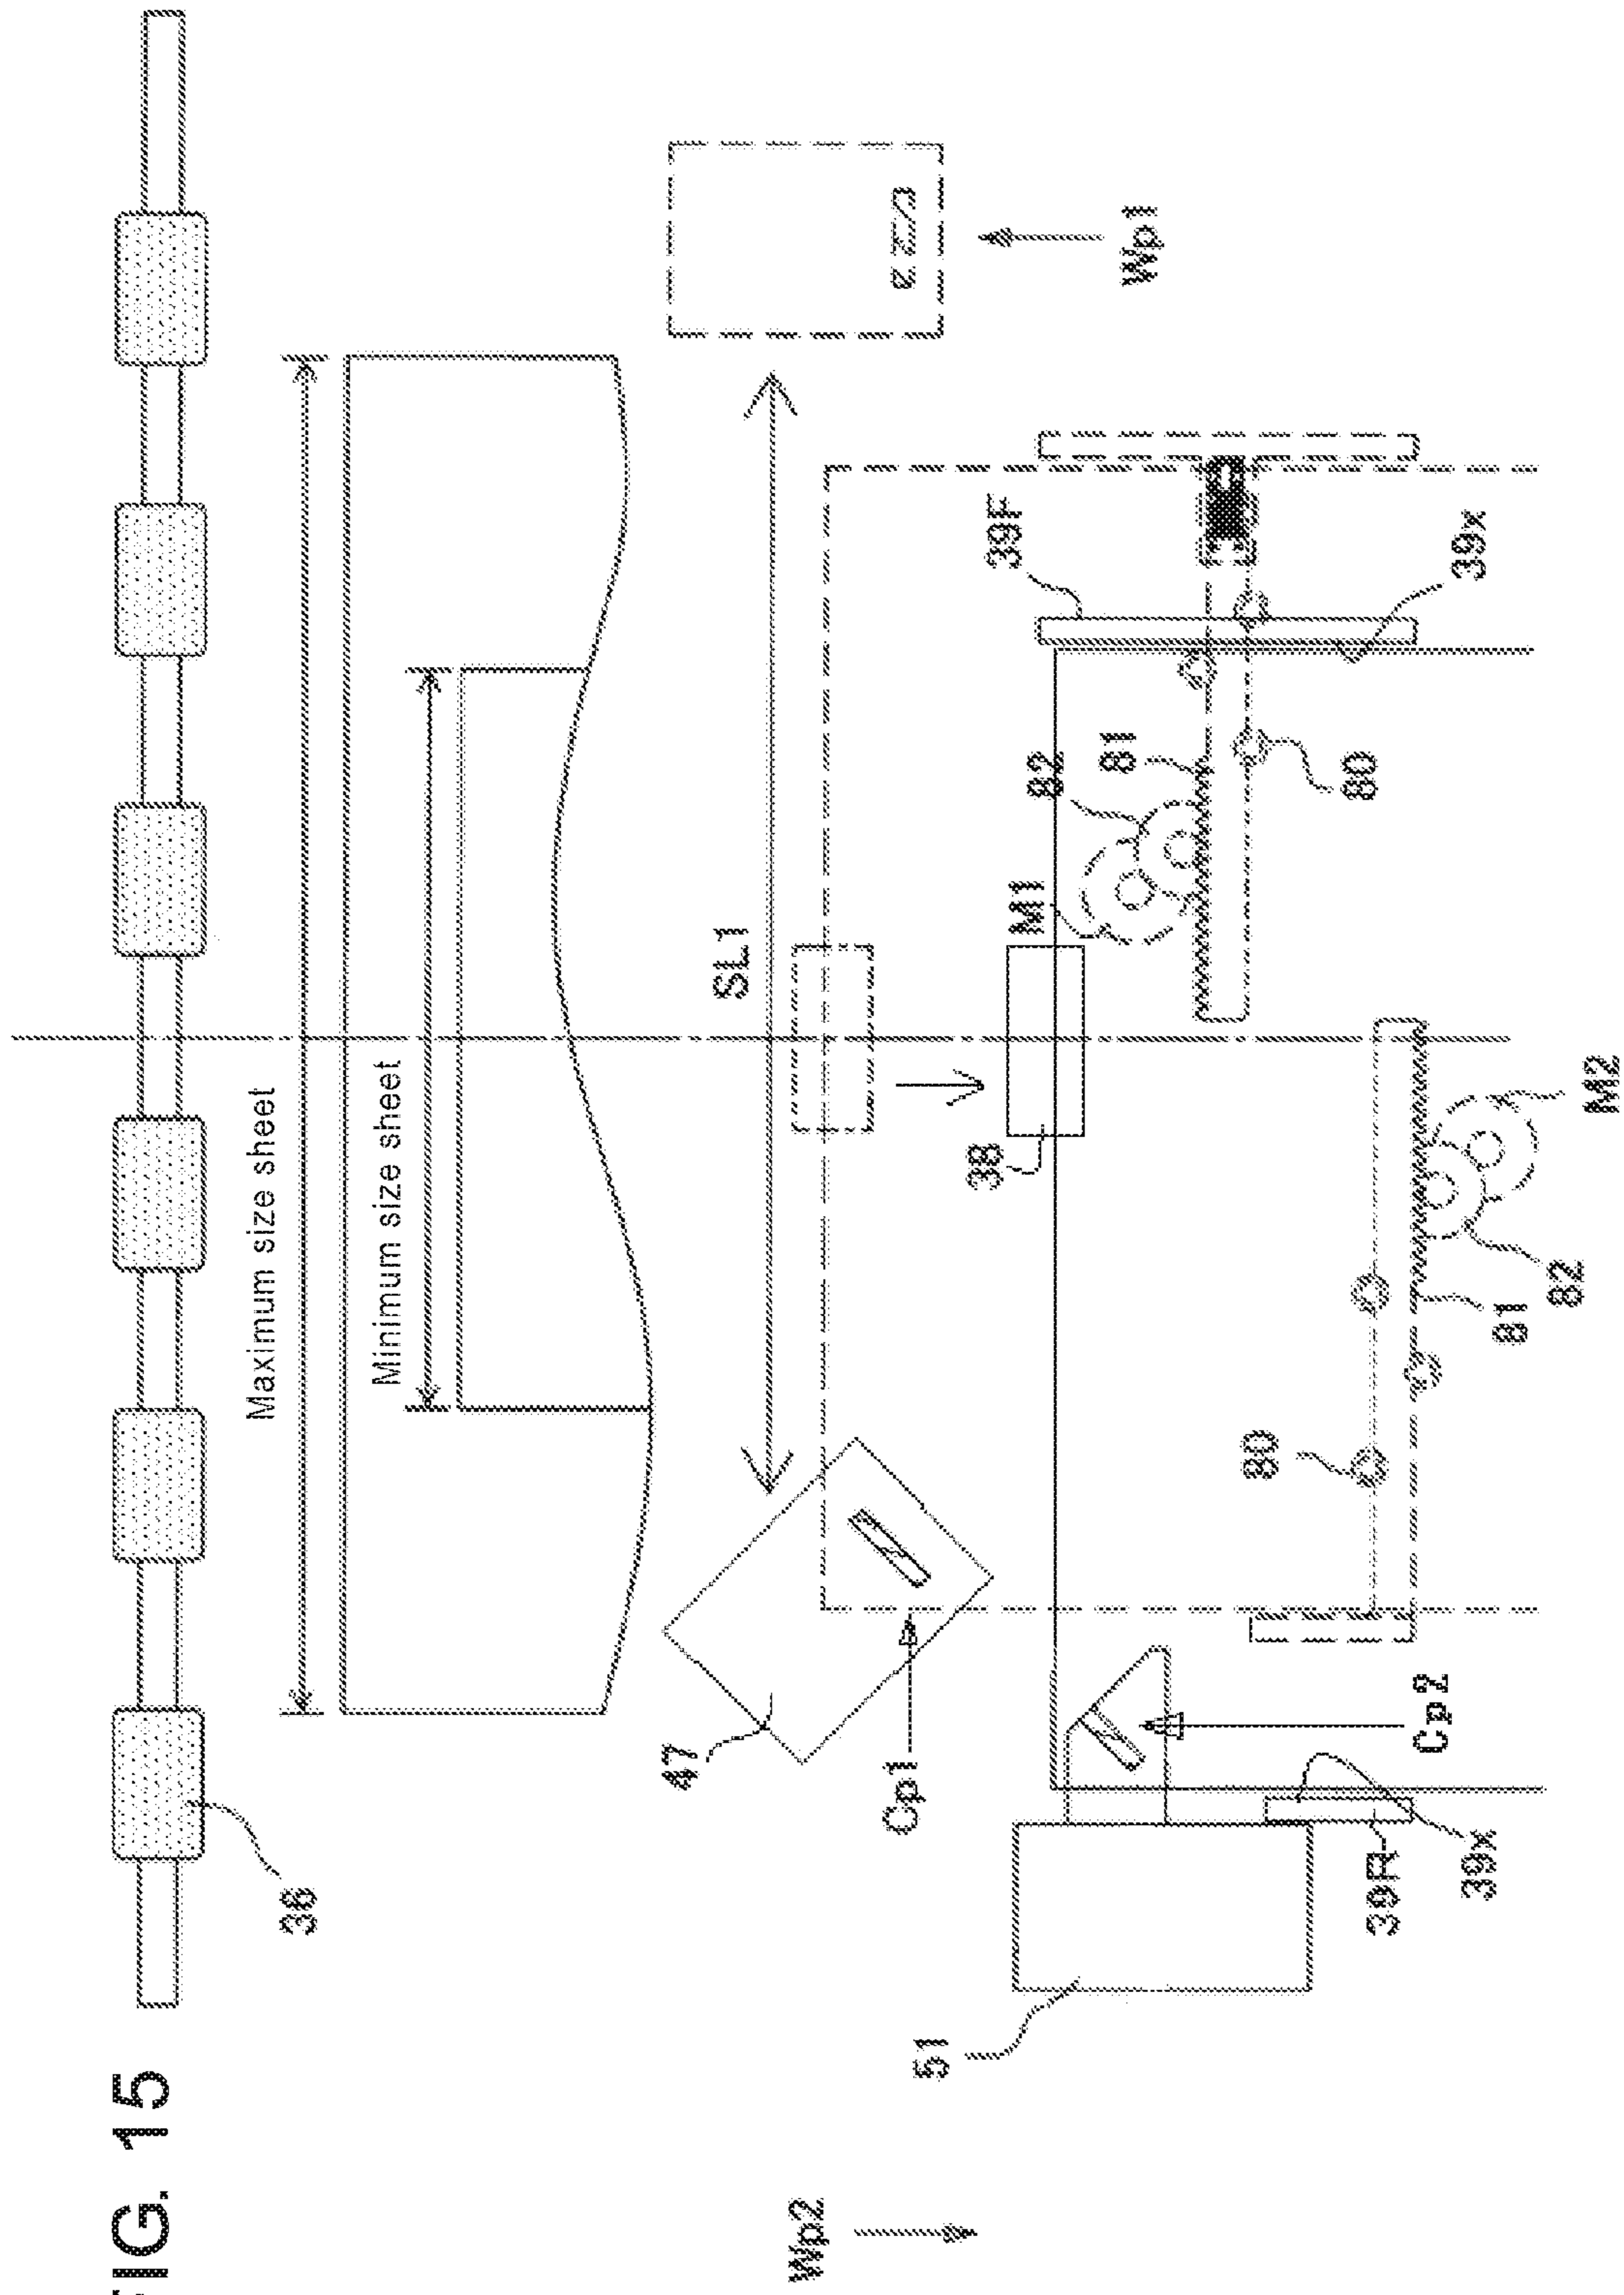 FIG. 15
36
Maximum size sheet
Minimum size sheet
47
SL1
Wp2
Wp1
Cp1
51
38
M1
82
81
39F
80
39x
Cp2
39R
39x
80
81
82
M2